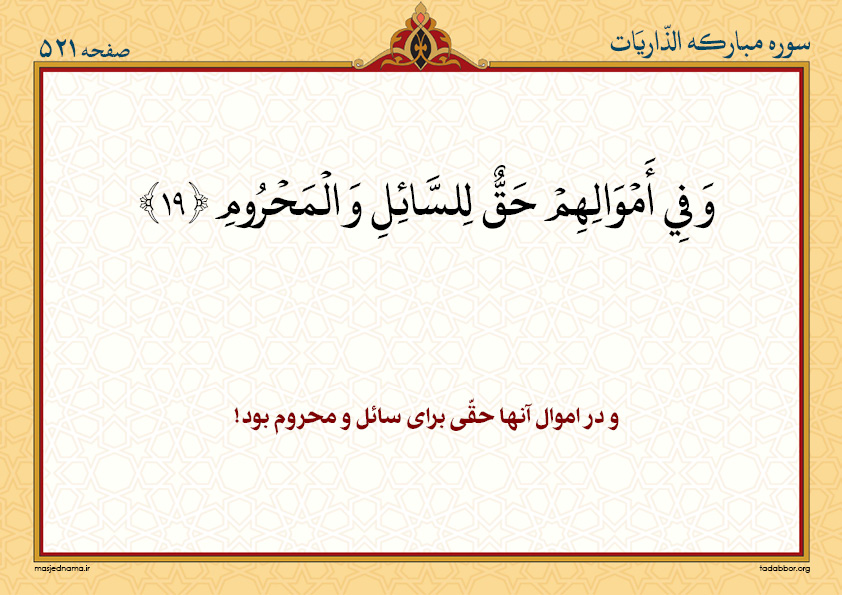 سوره مبارکه الذّاریَات
صفحه ۵۲۱
وَفِي أَمْوَالِهِمْ حَقٌّ لِلسَّائِلِ وَالْمَحْرُومِ ﴿۱۹﴾
و در اموال آنها حقّی برای سائل و محروم بود!
masjednama.ir
tadabbor.org